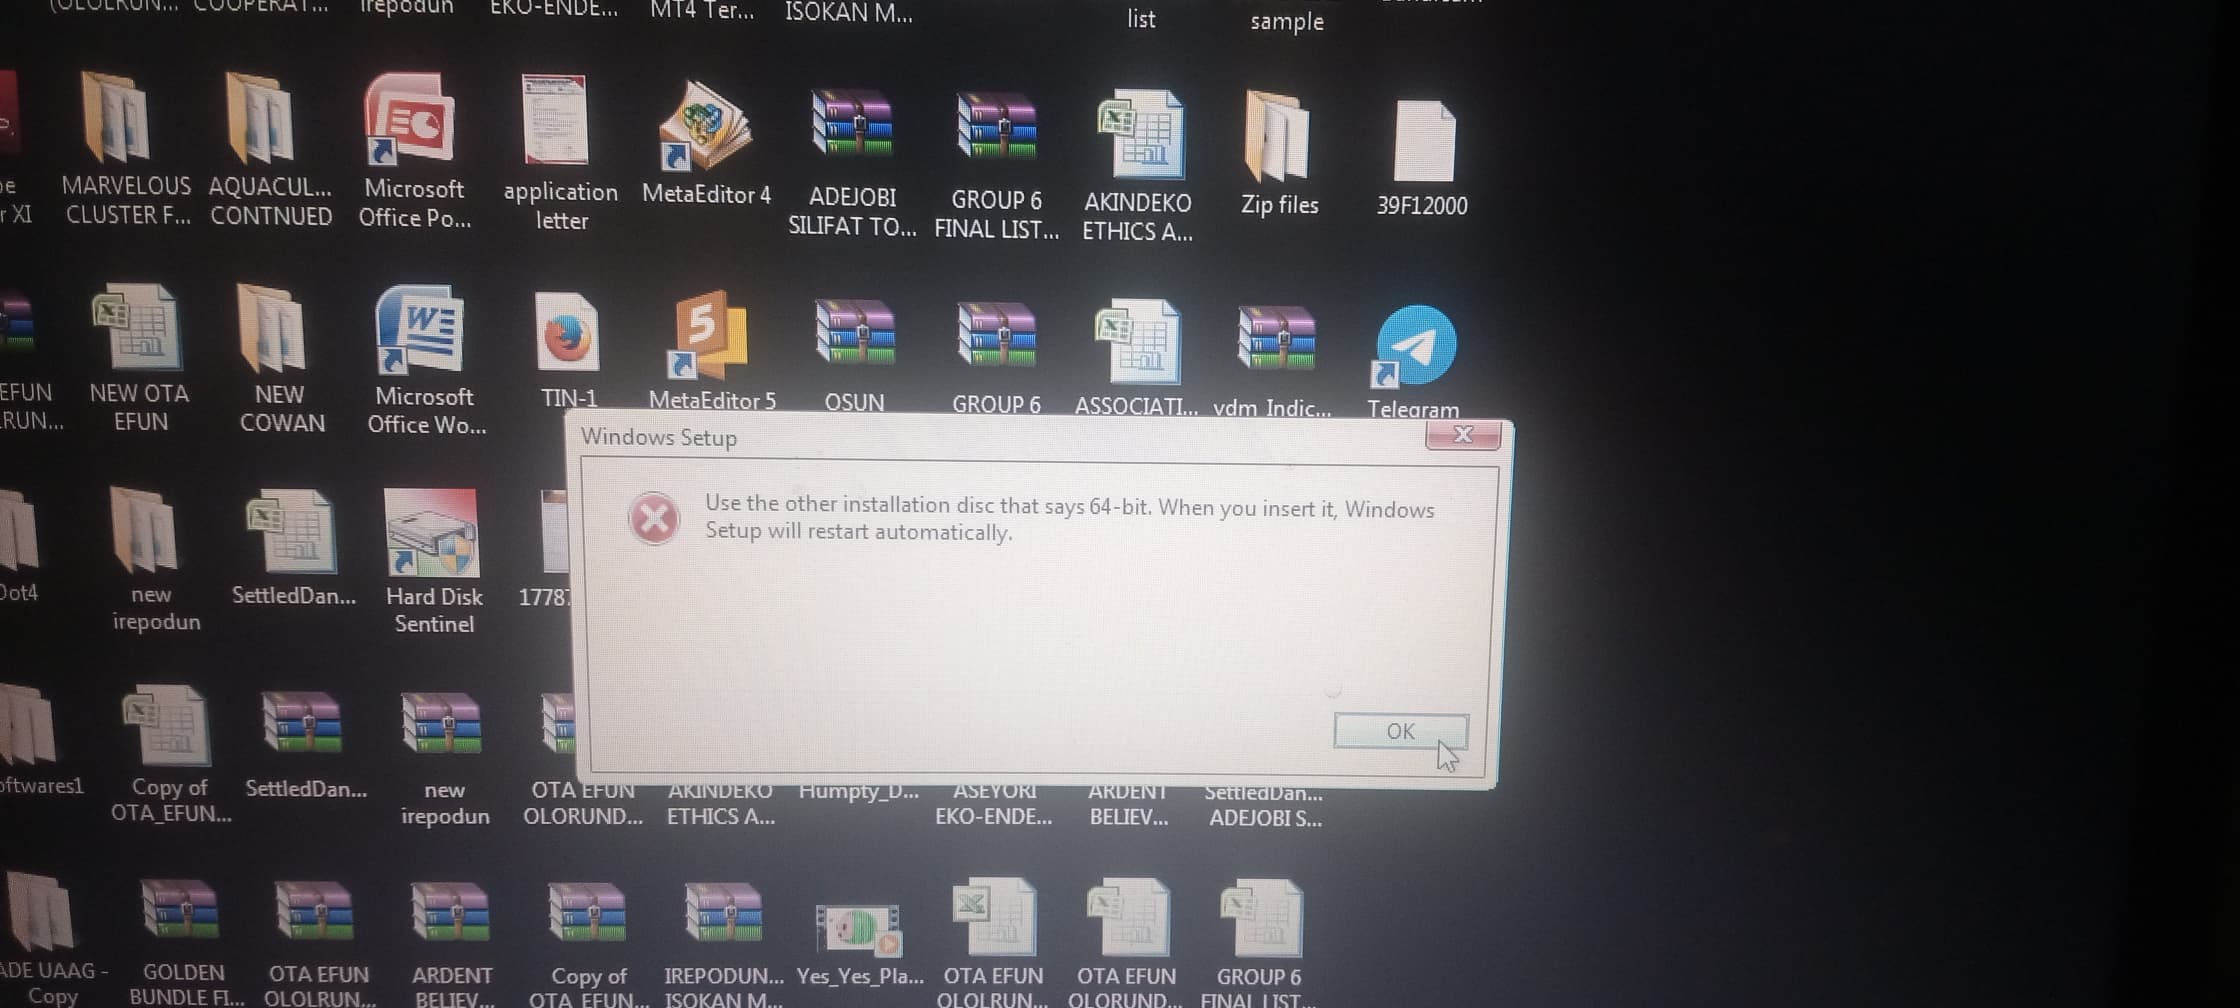 COOPERAT...
irepodun
EKO-ENDE...
MT4 Ter...
ISOKAN M...
list
sample
MARVELOUS
CLUSTER F...
AQUACUL...
CONTNUED
Microsoft
Office Po...
application
letter
MetaEditor 4
ADEJOBI
SILIFAT TO...
GROUP 6
FINAL LIST...
AKINDEKO
ETHICS A...
Zip files
39F12000
r XI
EFUN
RUN...
NEW OTA
EFUN
NEW
COWAN
Microsoft
Office Wo...
TIN-1
MetaEditor 5
OSUN
GROUP 6
ASSOCIATI...
vdm Indic...
Telegram
Windows Setup
Use the other installation disc that says 64-bit. When you insert it, Windows
Setup will restart automatically.
OK
Dot4
new
irepodun
SettledDan...
Hard Disk
Sentinel
1778
oftwares1
Copy of
OTA_EFUN...
SettledDan...
new
irepodun
OTA EFUN
OLORUND...
AKINDEKO
ETHICS A...
Humpty_D...
ASEYORI
EKO-ENDE...
ARDENT
BELIEV...
SettledDan...
ADEJOBI S...
ADE UAAG -
Copy
GOLDEN
BUNDLE FI...
OTA EFUN
OLOLRUN...
ARDENT
BELIEV...
Copy of
OTA_EFUN...
IREPODUN...
ISOKAN M...
Yes_Yes_Pla...
OTA EFUN
OLOLRUN...
OTA EFUN
OLORUND...
GROUP 6
FINAL LIST...